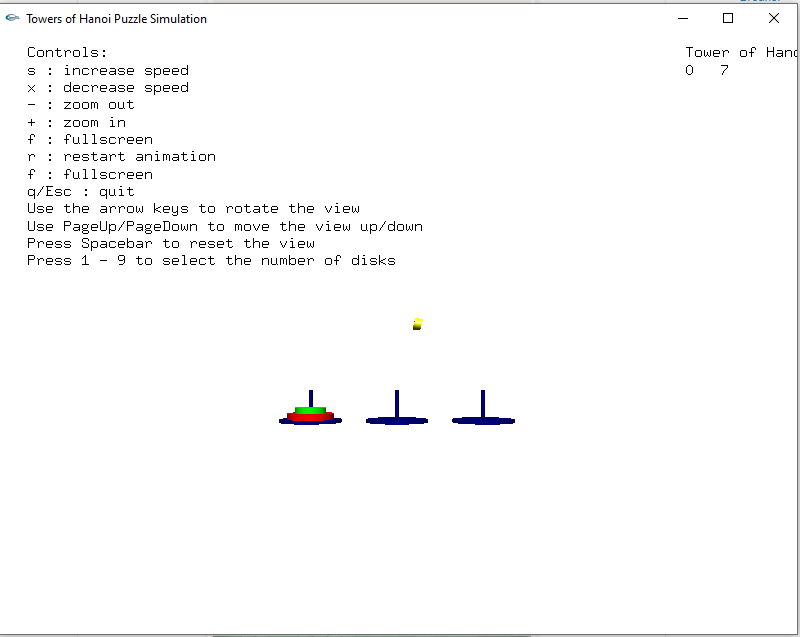 Towers of Hanoi Puzzle Simulation
Controls:
s : increase speed
x : decrease speed
- : zoom out
+ : zoom in
f : fullscreen
r : restart animation
f : fullscreen
q/Esc : quit
Use the arrow keys to rotate the view
Use PageUp/PageDown to move the view up/down
Press Spacebar to reset the view
Press 1 - 9 to select the number of disks
Tower of Hano
0 7